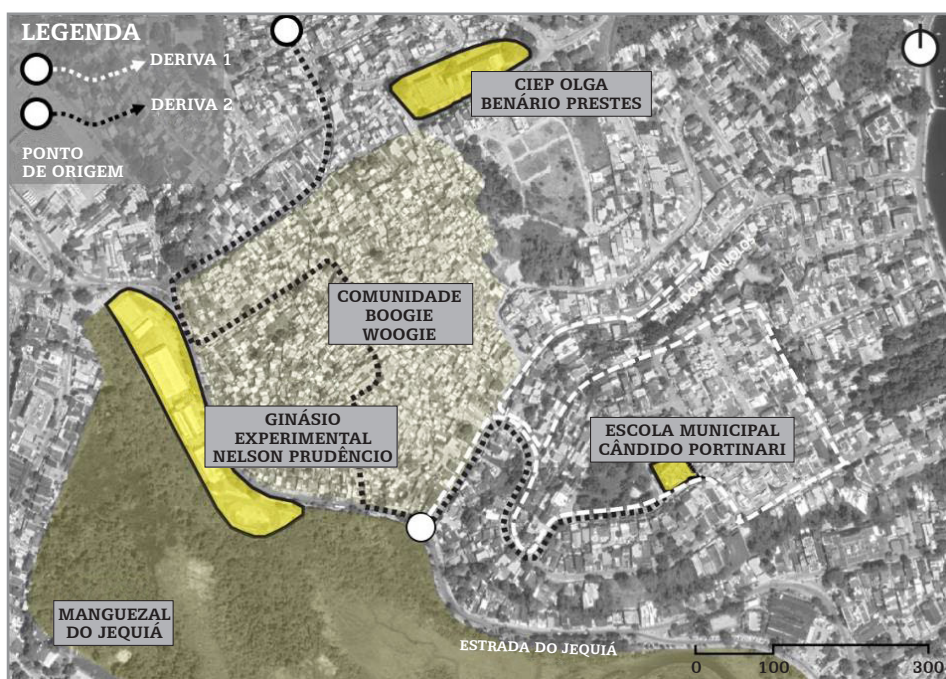 LEGENDA
DERIVA 1
DERIVA 2
PONTO
DE ORIGEM
CIEP OLGA
BENÁRIO PRESTES
COMUNIDADE
BOOGIE
WOOGIE
GINÁSIO
EXPERIMENTAL
NELSON PRUDÊNCIO
ESCOLA MUNICIPAL
CÂNDIDO PORTINARI
MANGUEZAL
DO JEQUIÁ
ESTRADA DO JEQUIÁ
0 100 300